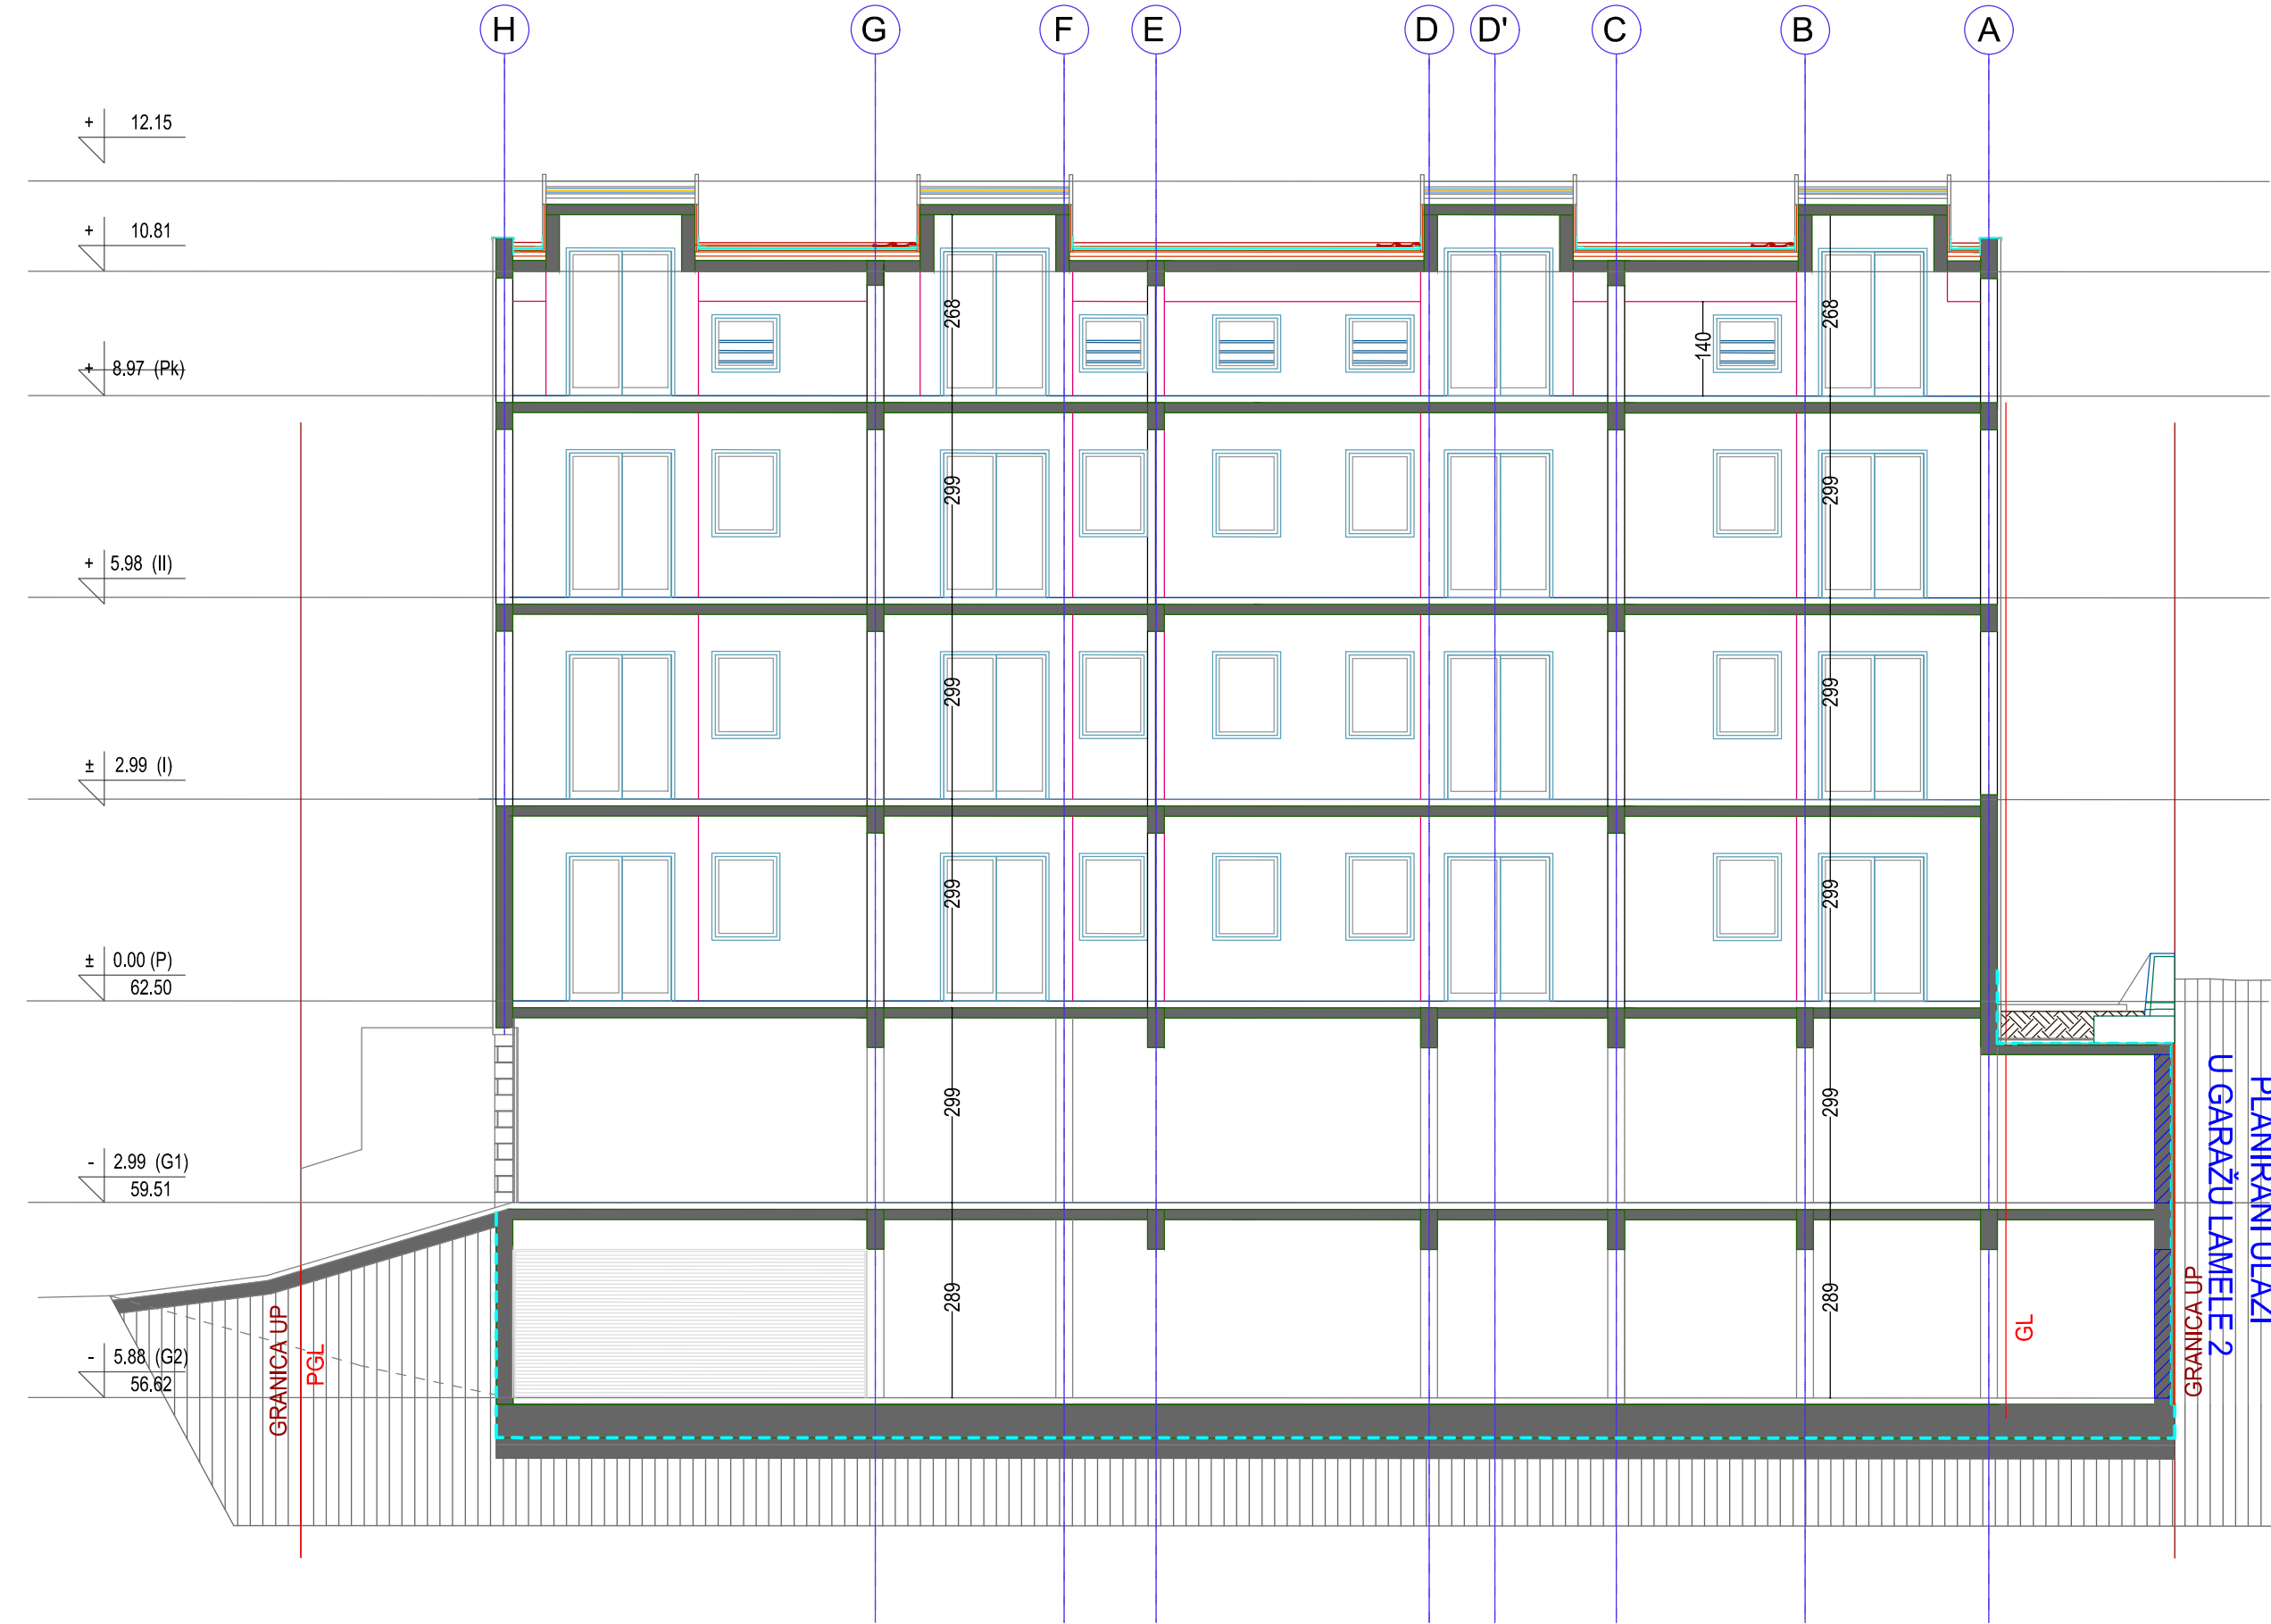 H G F E D D' C B A
+ 12.15
+ 10.81
+ 8.97 (Pk)
+ 5.98 (II)
± 2.99 (I)
± 0.00 (P)
62.50
- 2.99 (G1)
59.51
- 5.88 (G2)
56.62
268
299
299
299
299
289
140
268
299
299
299
299
289
GRANICA UP
PGL
GL
GRANICA UP
PLANIRANI ULAZI
U GARAŽU LAMELE 2